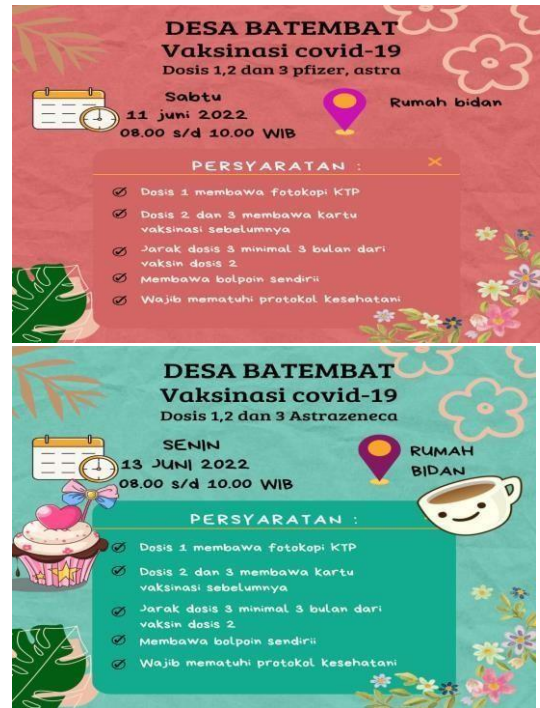 DESA BATEMBAT
Vaksinasi covid-19
Dosis 1,2 dan 3 pfizer, astra
Sabtu
11 juni 2022
08.00 s/d 10.00 WIB
Rumah bidan
PERSYARATAN :
Dosis 1 membawa fotokopi KTP
Dosis 2 dan 3 membawa kartu
vaksinasi sebelumnya
Jarak dosis 3 minimal 3 bulan dari
vaksin dosis 2
Membawa bolpoin sendirii
Wajib mematuhi protokol kesehatani
DESA BATEMBAT
Vaksinasi covid-19
Dosis 1,2 dan 3 Astrazeneca
SENIN
13 JUNI 2022
08.00 s/d 10.00 WIB
RUMAH
BIDAN
PERSYARATAN :
Dosis 1 membawa fotokopi KTP
Dosis 2 dan 3 membawa kartu
vaksinasi sebelumnya
Jarak dosis 3 minimal 3 bulan dari
vaksin dosis 2
Membawa bolpoin sendirii
Wajib mematuhi protokol kesehatani